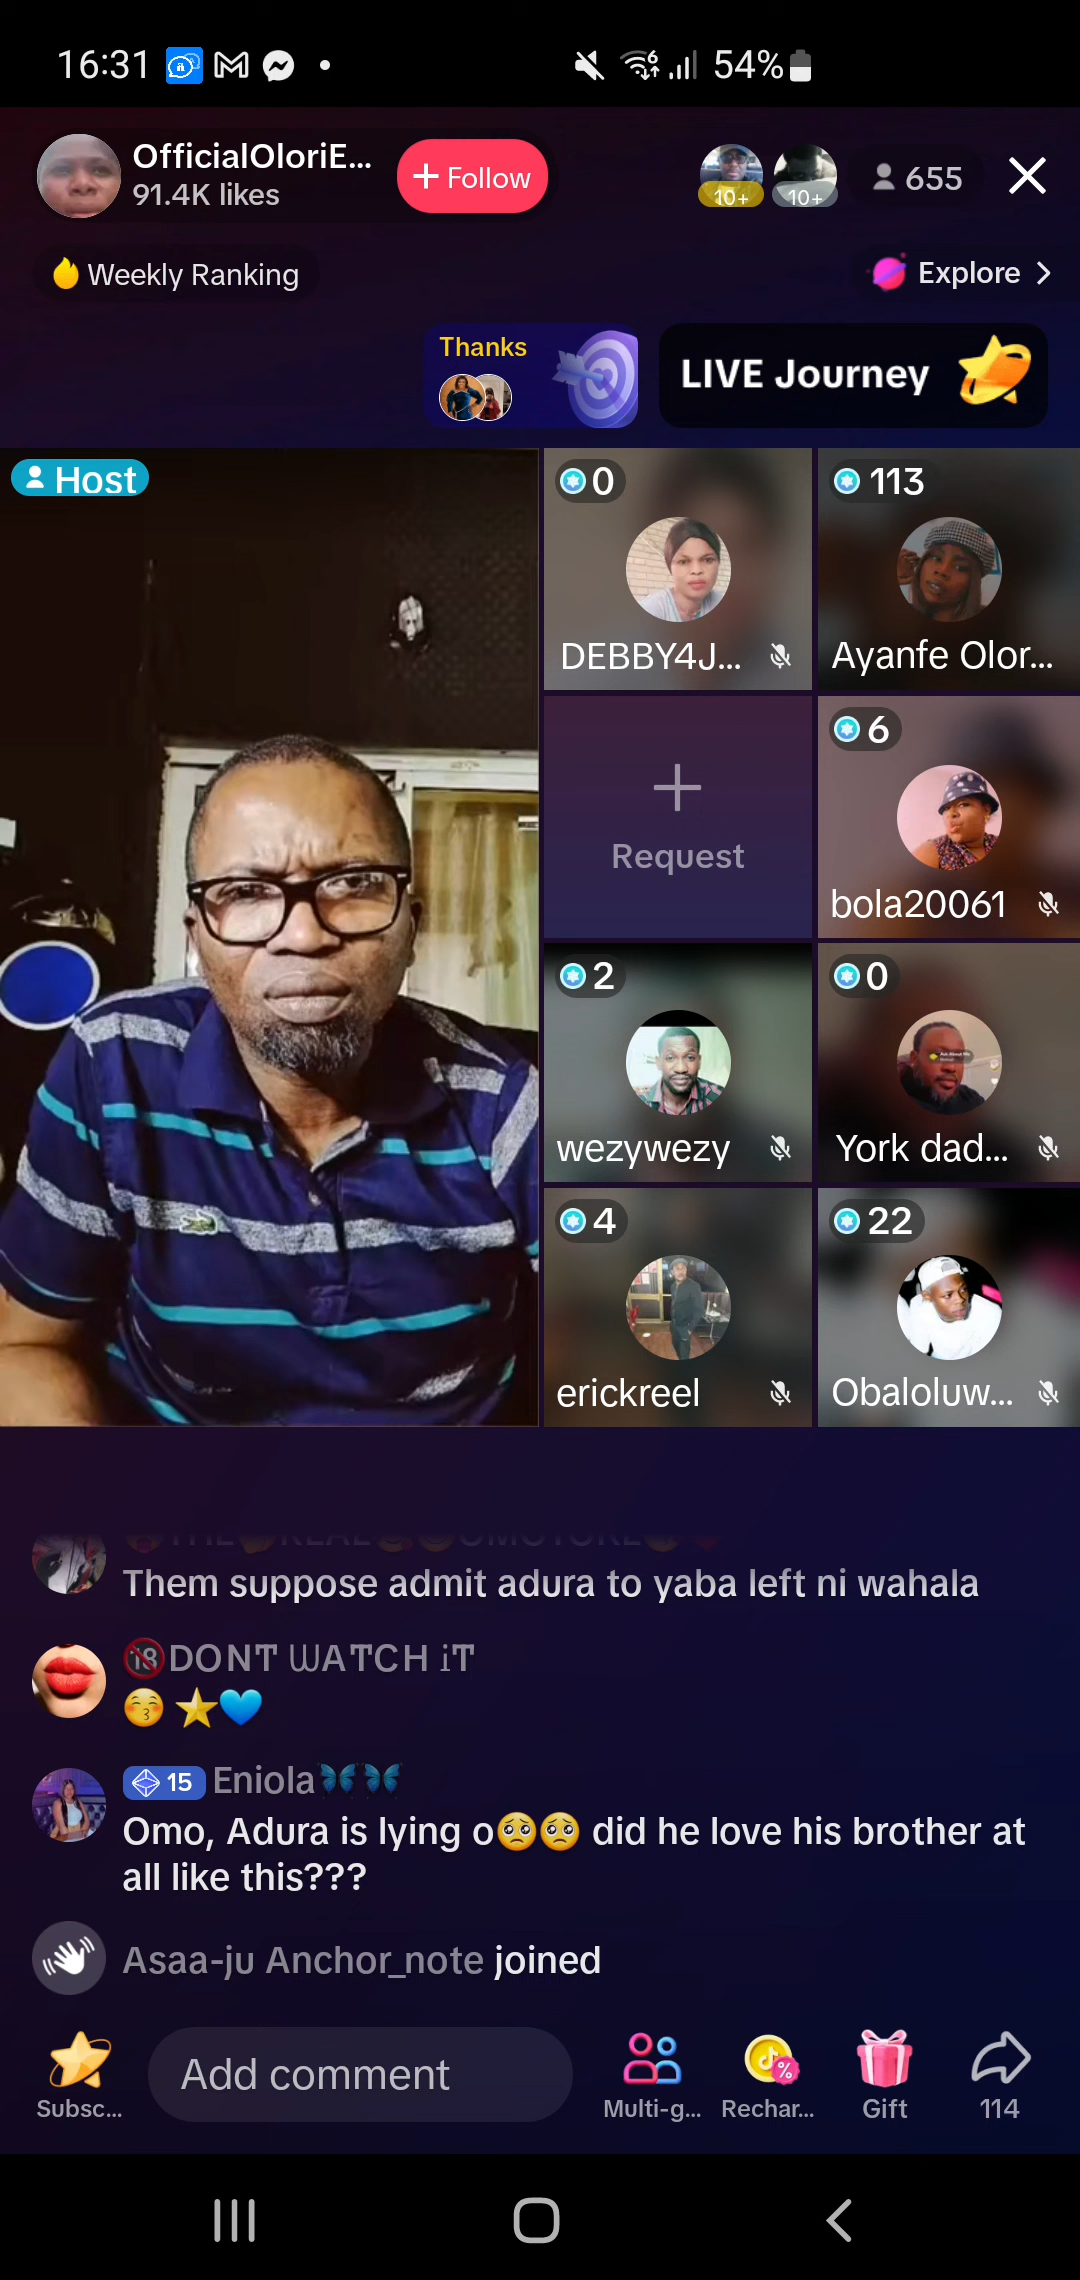 16:31
54%
OfficialOloriE...
91.4K likes
+ Follow
10+
10+
655
Weekly Ranking
Explore >
Thanks
LIVE Journey
Host
0
DEBBY4J...
113
Ayanfe Olor...
+
Request
6
bola20061
2
wezywezy
0
York dad...
4
erickreel
22
Obaloluw...
Them suppose admit adura to yaba left ni wahala
🔞DONT WATCH iT
😚 ⭐💙
15 Eniola🦋🦋
Omo, Adura is lying o🥺🥺 did he love his brother at
all like this???
Asaa-ju Anchor_note joined
Subsc...
Add comment
Multi-g...
Rechar...
Gift
114